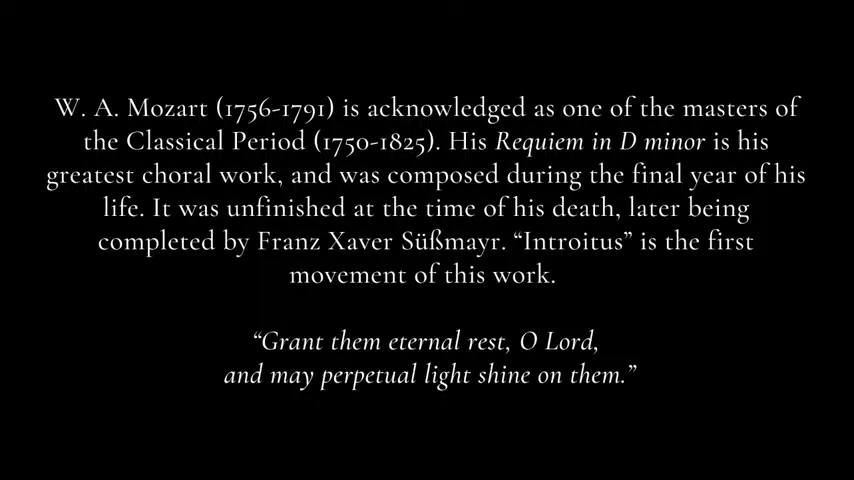 W. A. Mozart (1756-1791) is acknowledged as one of the masters of
the Classical Period (1750-1825). His Requiem in D minor is his
greatest choral work, and was composed during the final year of his
life. It was unfinished at the time of his death, later being
completed by Franz Xaver Süßmayr. “Introitus” is the first
movement of this work.
“Grant them eternal rest, O Lord,
and may perpetual light shine on them.”